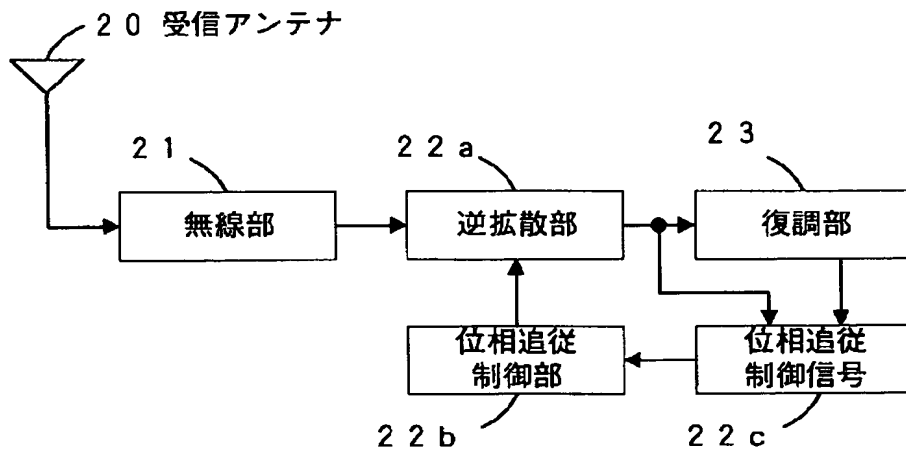 20 受信アンテナ
21
22a
23
無線部
逆拡散部
復調部
位相追従
制御部
位相追従
制御信号
22b
22c